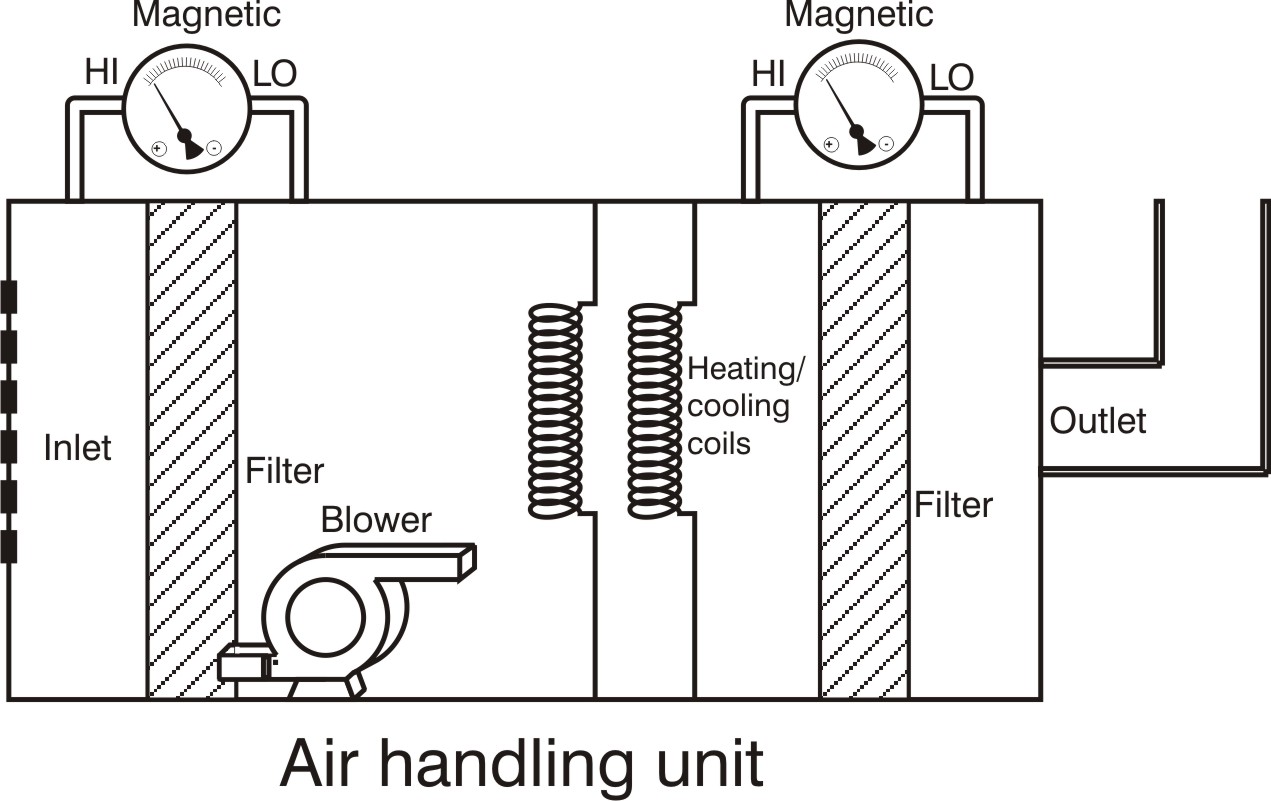 Magnetic
Magnetic
HI
LO
HI
LO
+
-
+
-
Heating/
cooling
coils
Outlet
Inlet
Filter
Filter
Blower
Air handling unit